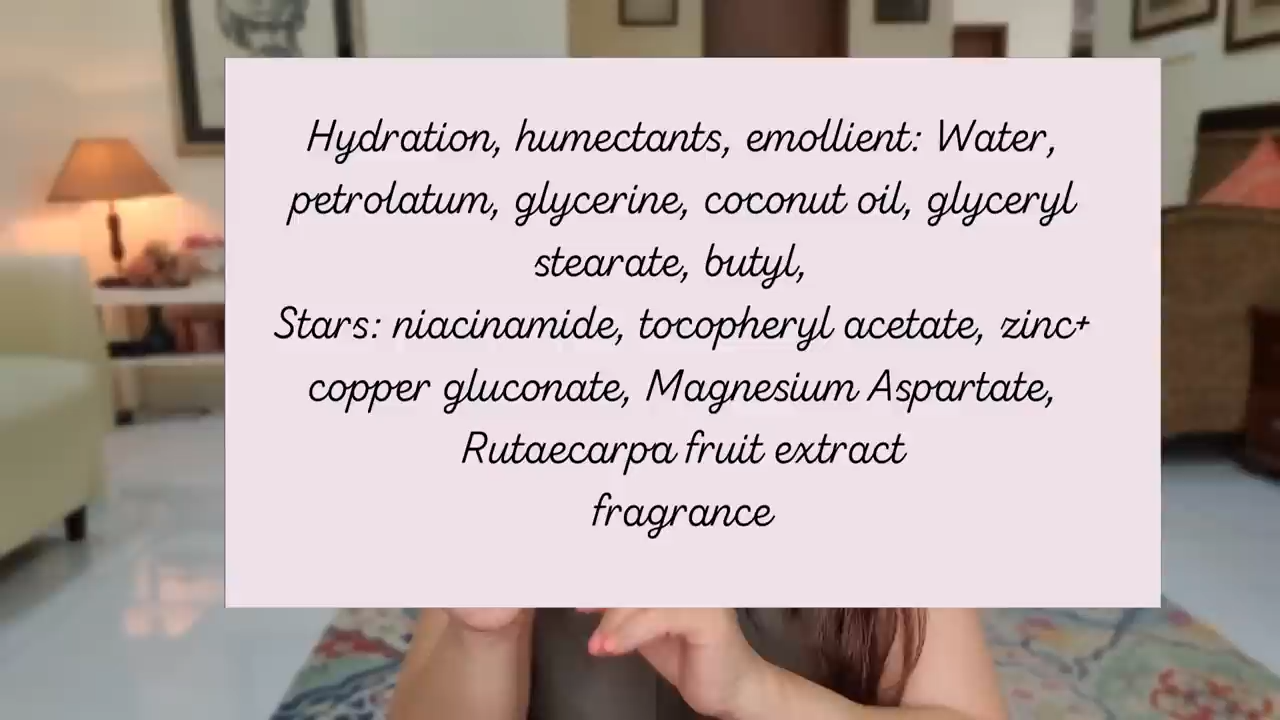 Hydration, humectants, emollient: Water,
petrolatum, glycerine, coconut oil, glyceryl
stearate, butyl,
Stars: niacinamide, tocopheryl acetate, zinc+
copper gluconate, Magnesium Aspartate,
Rutaecarpa fruit extract
fragrance